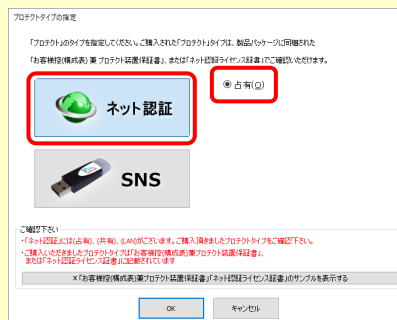 プロテクトタイプの指定
「プロテクト」のタイプを指定してください。ご購入された「プロテクト」タイプは、製品パッケージに同梱された
「お客様控(構成表) 兼 プロテクト装置保証書」、または「ネット認証ライセンス証書」でご確認いただけます。
ネット認証
占有(O)
SNS
ご確認下さい
・「ネット認証」には(占有)、(共有)、(LAN)がございます。ご購入頂きましたプロテクトタイプをご確認下さい。
・ご購入いただきましたプロテクトタイプは「お客様控(構成表)兼プロテクト装置保証書」、
または「ネット認証ライセンス証書」に記載されています
※「お客様控(構成表)兼プロテクト装置保証書」「ネット認証ライセンス証書」のサンプルを表示する
OK
キャンセル